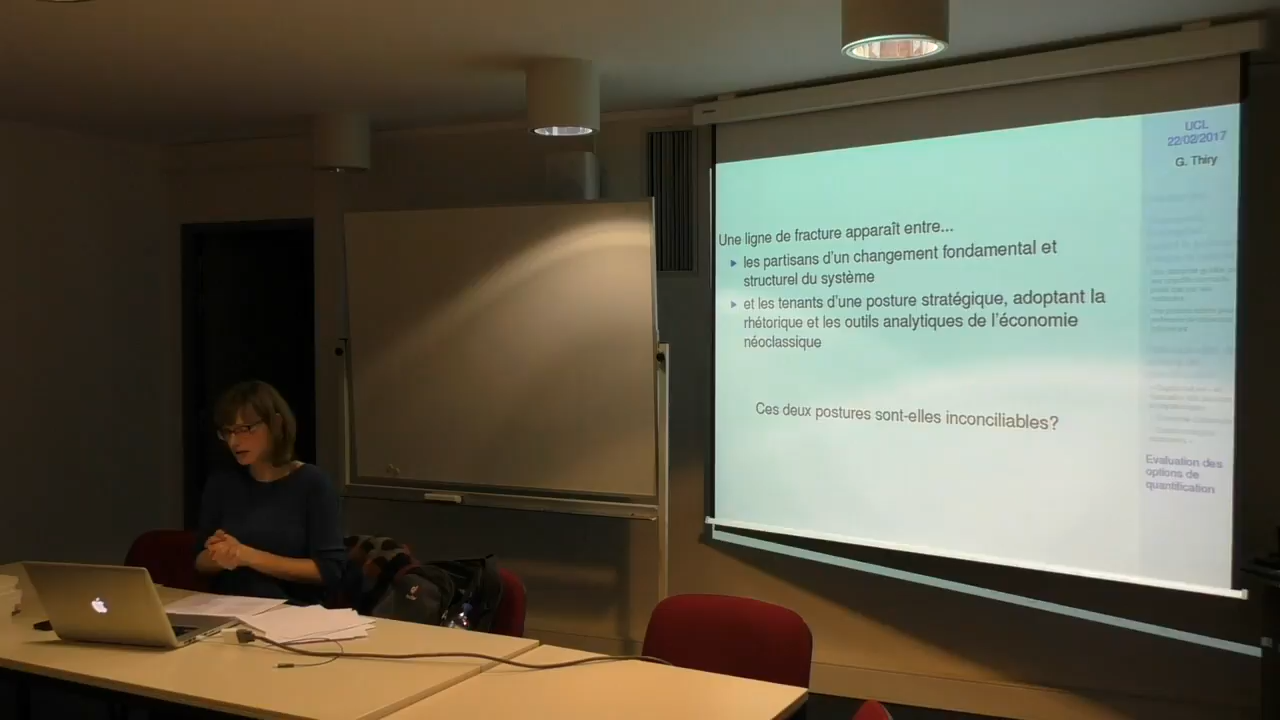 Une ligne de fracture apparaît entre...
les partisans d'un changement fondamental et
structurel du système
et les tenants d'une posture stratégique, adoptant la
rhétorique et les outils analytiques de l'économie
néoclassique
Ces deux postures sont-elles inconciliables?
UCL
22/02/2017
G. Thiry
Evaluation des
options de
quantification